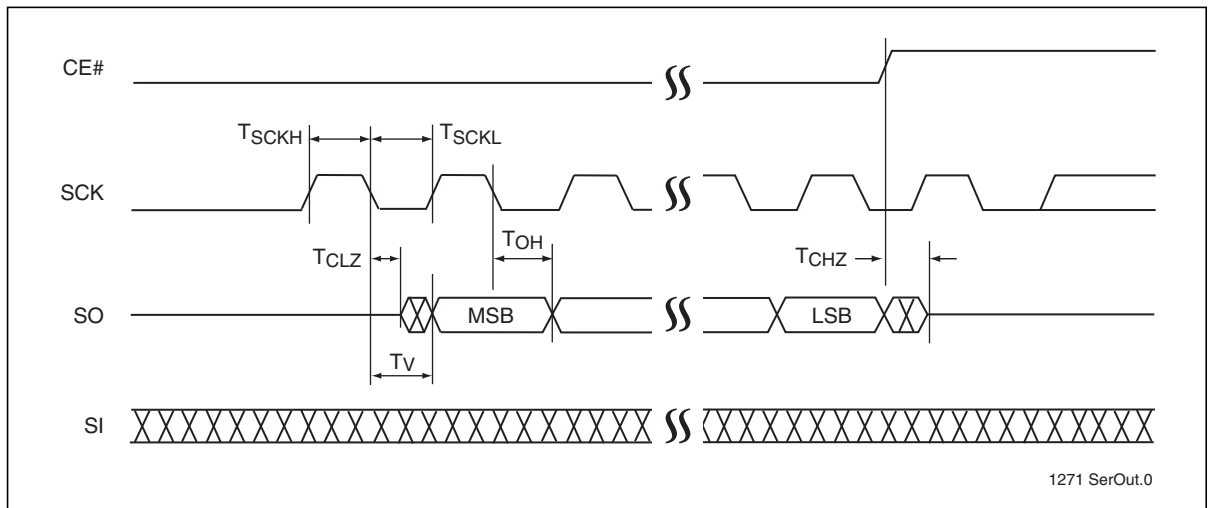 CE#
TSCKH
TSCKL
SCK
TOH
TCLZ
TCHZ
SO
MSB
LSB
TV
SI
1271 SerOut.0